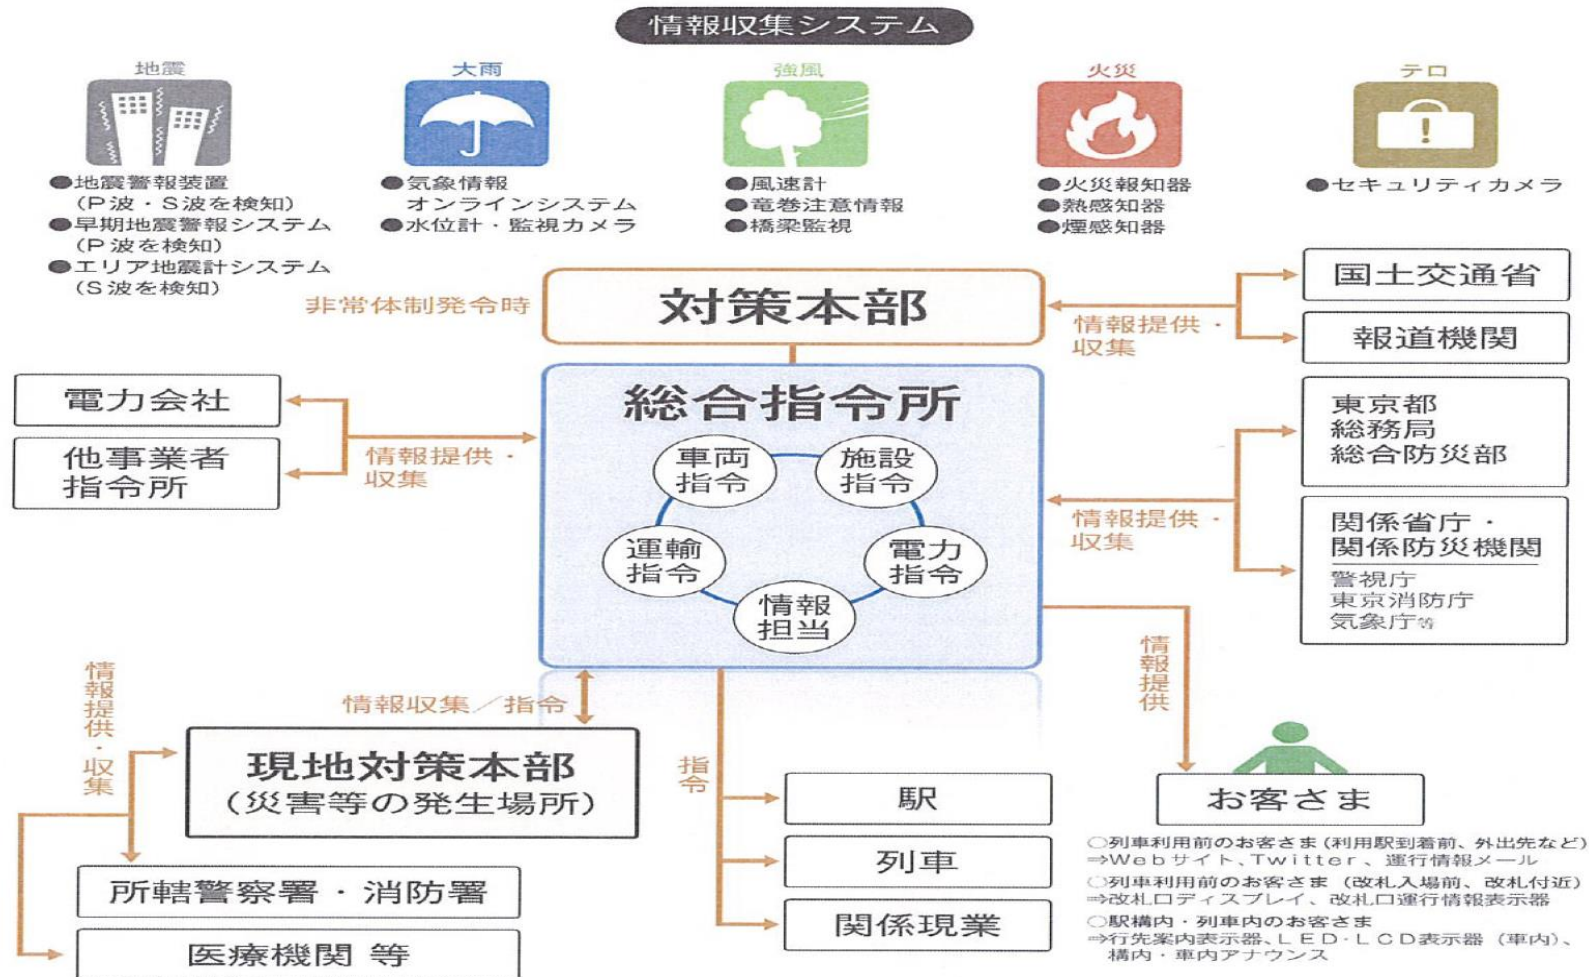 情報収集システム
地震
大雨
強風
火災
テロ
●地震警報装置
(P波・S波を検知)
●早期地震警報システム
(P波を検知)
●エリア地震計システム
(S波を検知)
●気象情報
オンラインシステム
●水位計・監視カメラ
●風速計
●竜巻注意情報
●橋梁監視
●火災報知器
●熱感知器
●煙感知器
●セキュリティカメラ
非常体制発令時
対策本部
情報提供・
収集
国土交通省
報道機関
総合指令所
車両
指令
施設
指令
運輸
指令
電力
指令
情報
担当
電力会社
他事業者
指令所
情報提供・
収集
東京都
総務局
総合防災部
情報提供・
収集
関係省庁・
関係防災機関
警視庁
東京消防庁
気象庁等
情報提供・収集
情報収集／指令
現地対策本部
(災害等の発生場所)
所轄警察署・消防署
医療機関 等
指令
駅
列車
関係現業
情報提供
お客さま
○列車利用前のお客さま(利用駅到着前、外出先など)
⇒Webサイト、Twitter、運行情報メール
○列車利用前のお客さま(改札入場前、改札付近)
⇒改札口ディスプレイ、改札口運行情報表示器
○駅構内・列車内のお客さま
⇒行先案内表示器、LED・LCD表示器(車内)、
構内・車内アナウンス